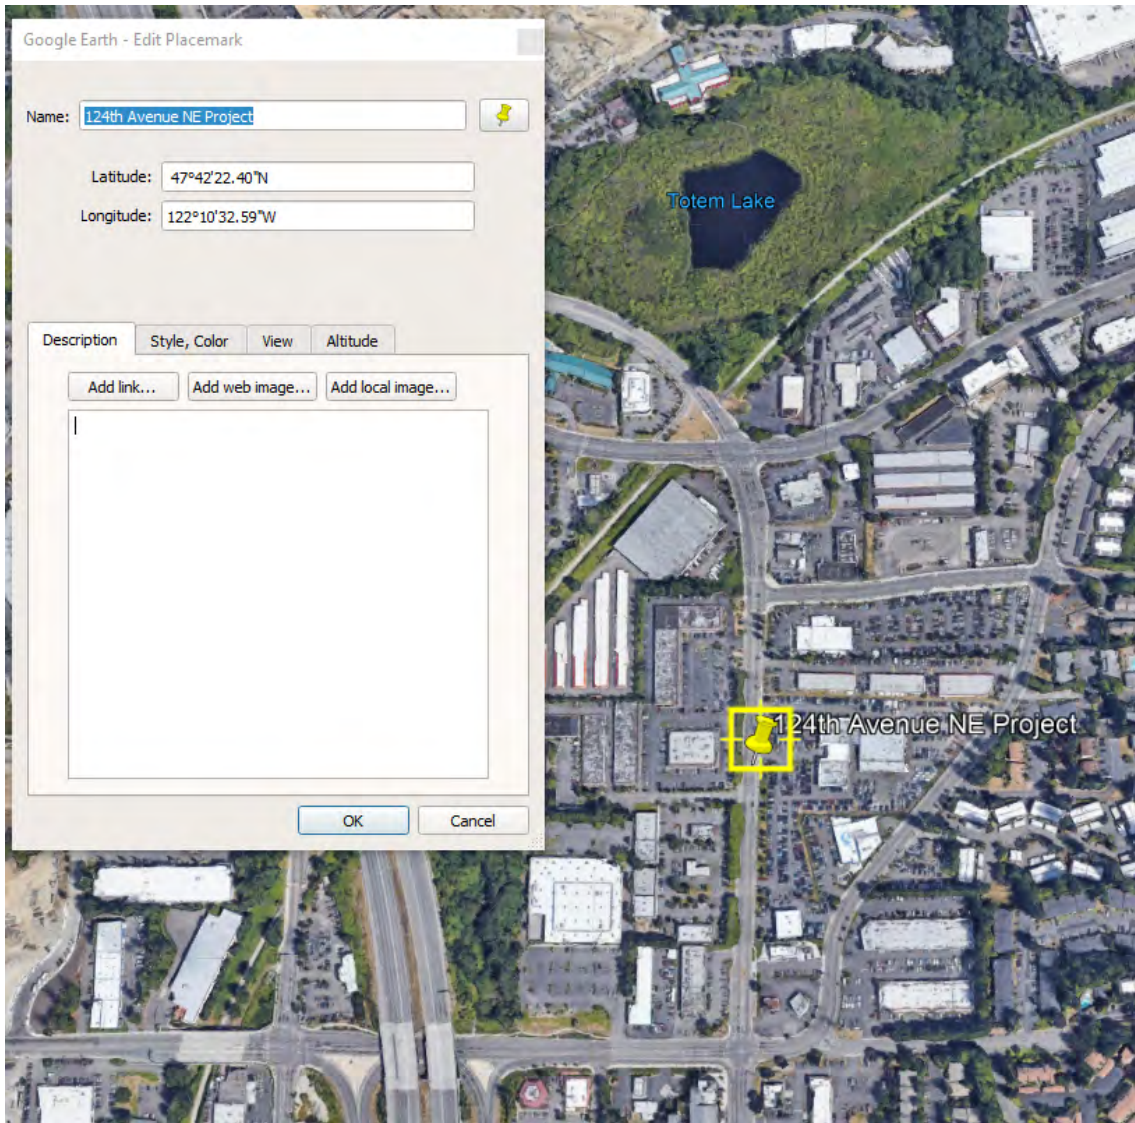 Google Earth - Edit Placemark
Name: 124th Avenue NE Project
Latitude: 47°42'22.40"N
Longitude: 122°10'32.59"W
Description Style, Color View Altitude
Add link... Add web image... Add local image...
OK Cancel
Totem Lake
124th Avenue NE Project